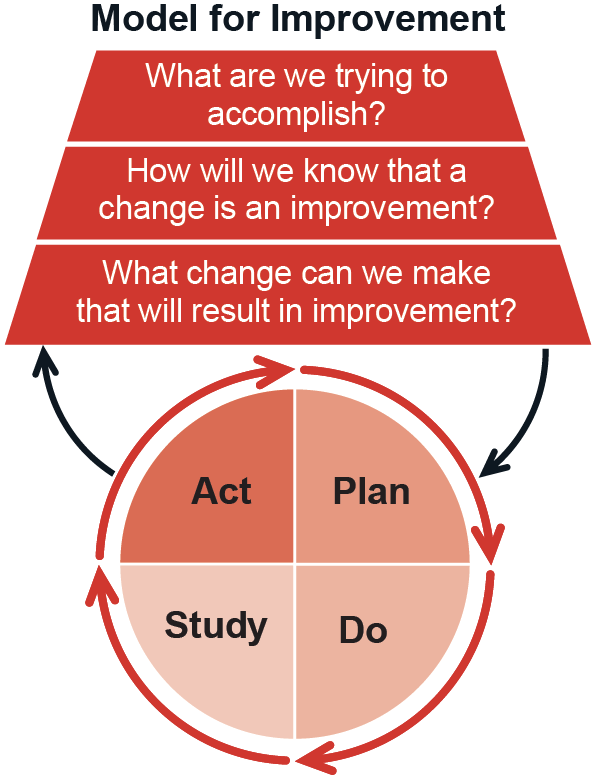 Model for Improvement
What are we trying to
accomplish?
How will we know that a
change is an improvement?
What change can we make
that will result in improvement?
Act
Plan
Study
Do